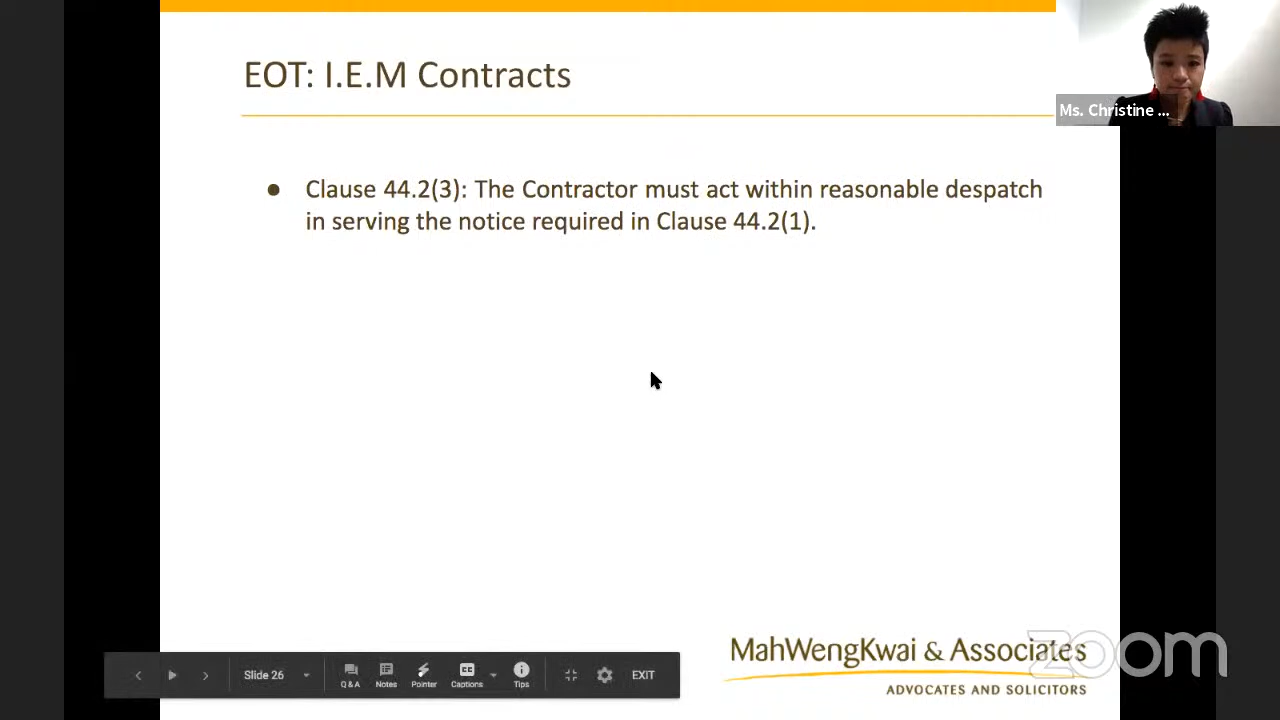 EOT: I.E.M Contracts
Ms. Christine ...
● Clause 44.2(3): The Contractor must act within reasonable despatch
in serving the notice required in Clause 44.2(1).
MahWengKwai & Associates
ADVOCATES AND SOLICITORS
zoom
Slide 26
Q & A
Notes
Pointer
Captions
Tips
EXIT